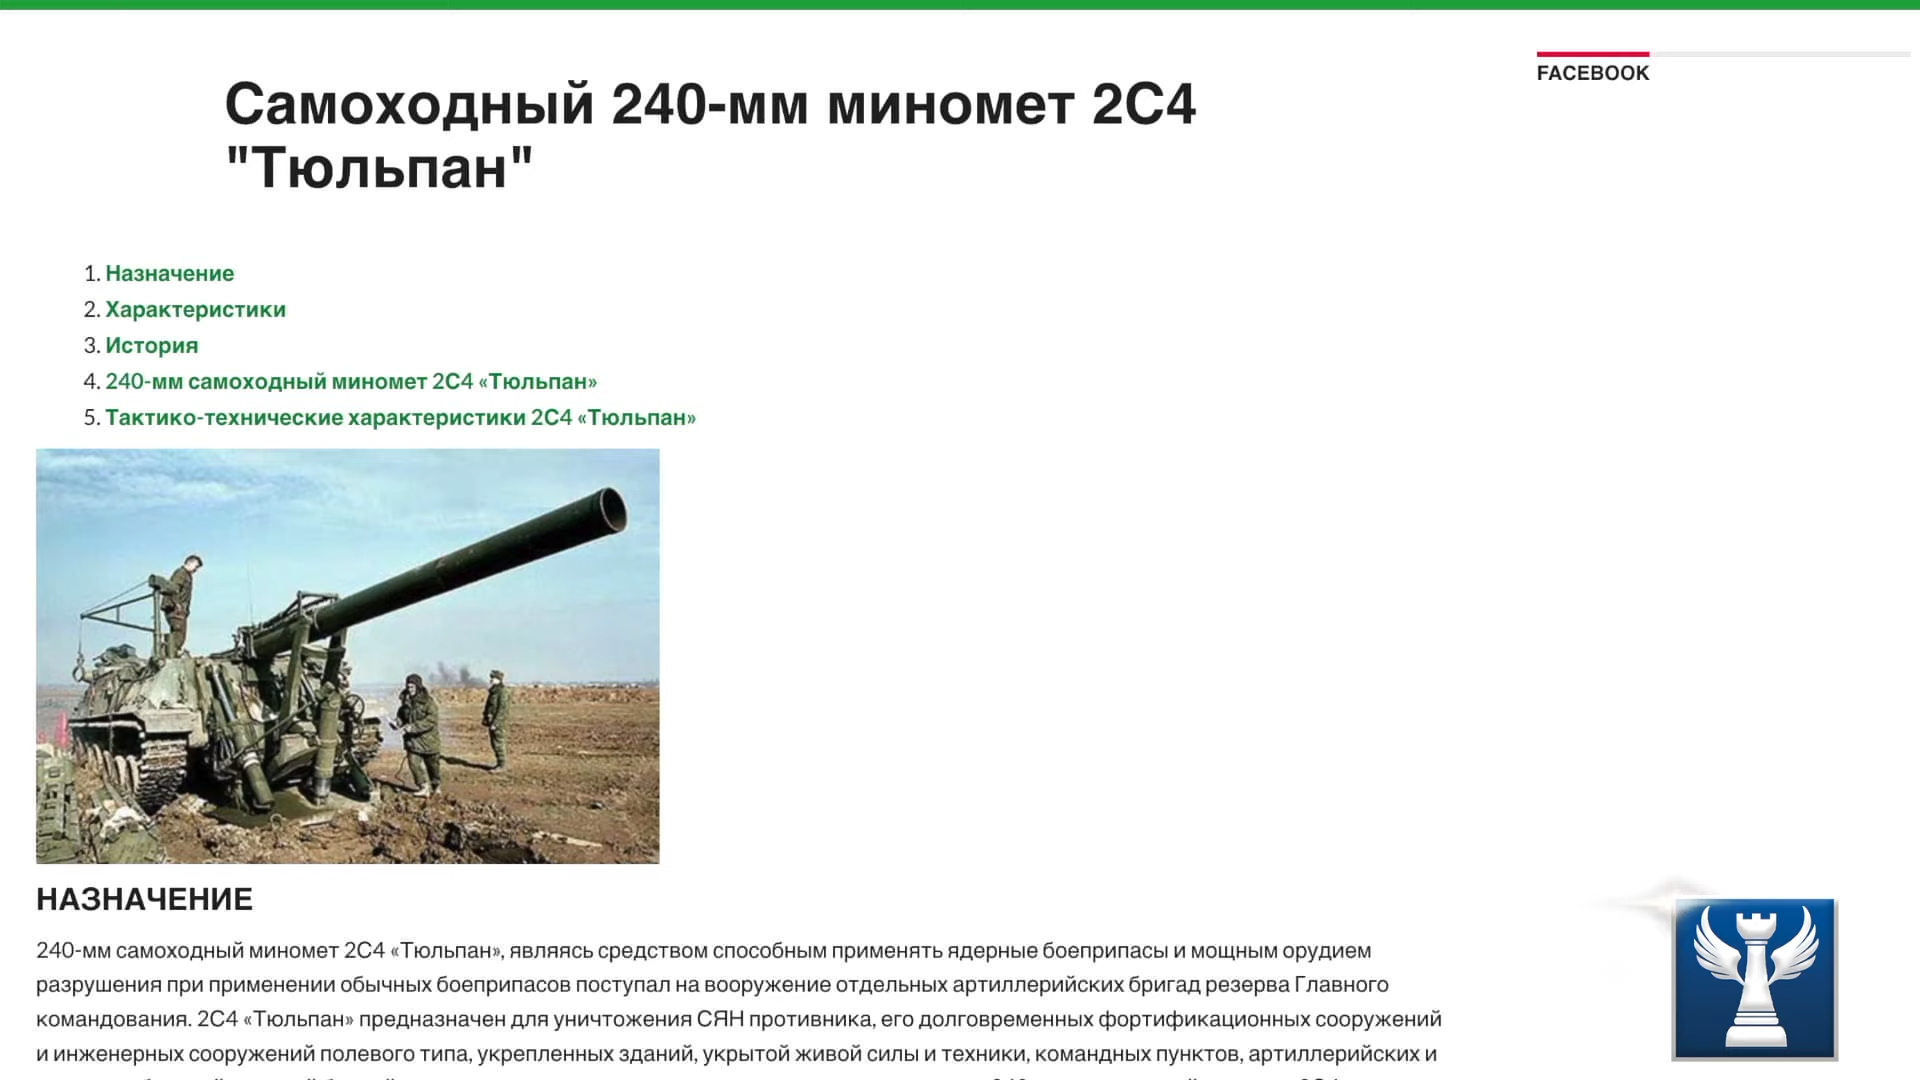 FACEBOOK
Самоходный 240-мм миномет 2С4
"Тюльпан"
1. Назначение
2. Характеристики
3. История
4. 240-мм самоходный миномет 2С4 «Тюльпан»
5. Тактико-технические характеристики 2С4 «Тюльпан»
НАЗНАЧЕНИЕ
240-мм самоходный миномет 2С4 «Тюльпан», являясь средством способным применять ядерные боеприпасы и мощным орудием
разрушения при применении обычных боеприпасов поступал на вооружение отдельных артиллерийских бригад резерва Главного
командования. 2С4 «Тюльпан» предназначен для уничтожения СЯН противника, его долговременных фортификационных сооружений
и инженерных сооружений полевого типа, укрепленных зданий, укрытой живой силы и техники, командных пунктов, артиллерийских и